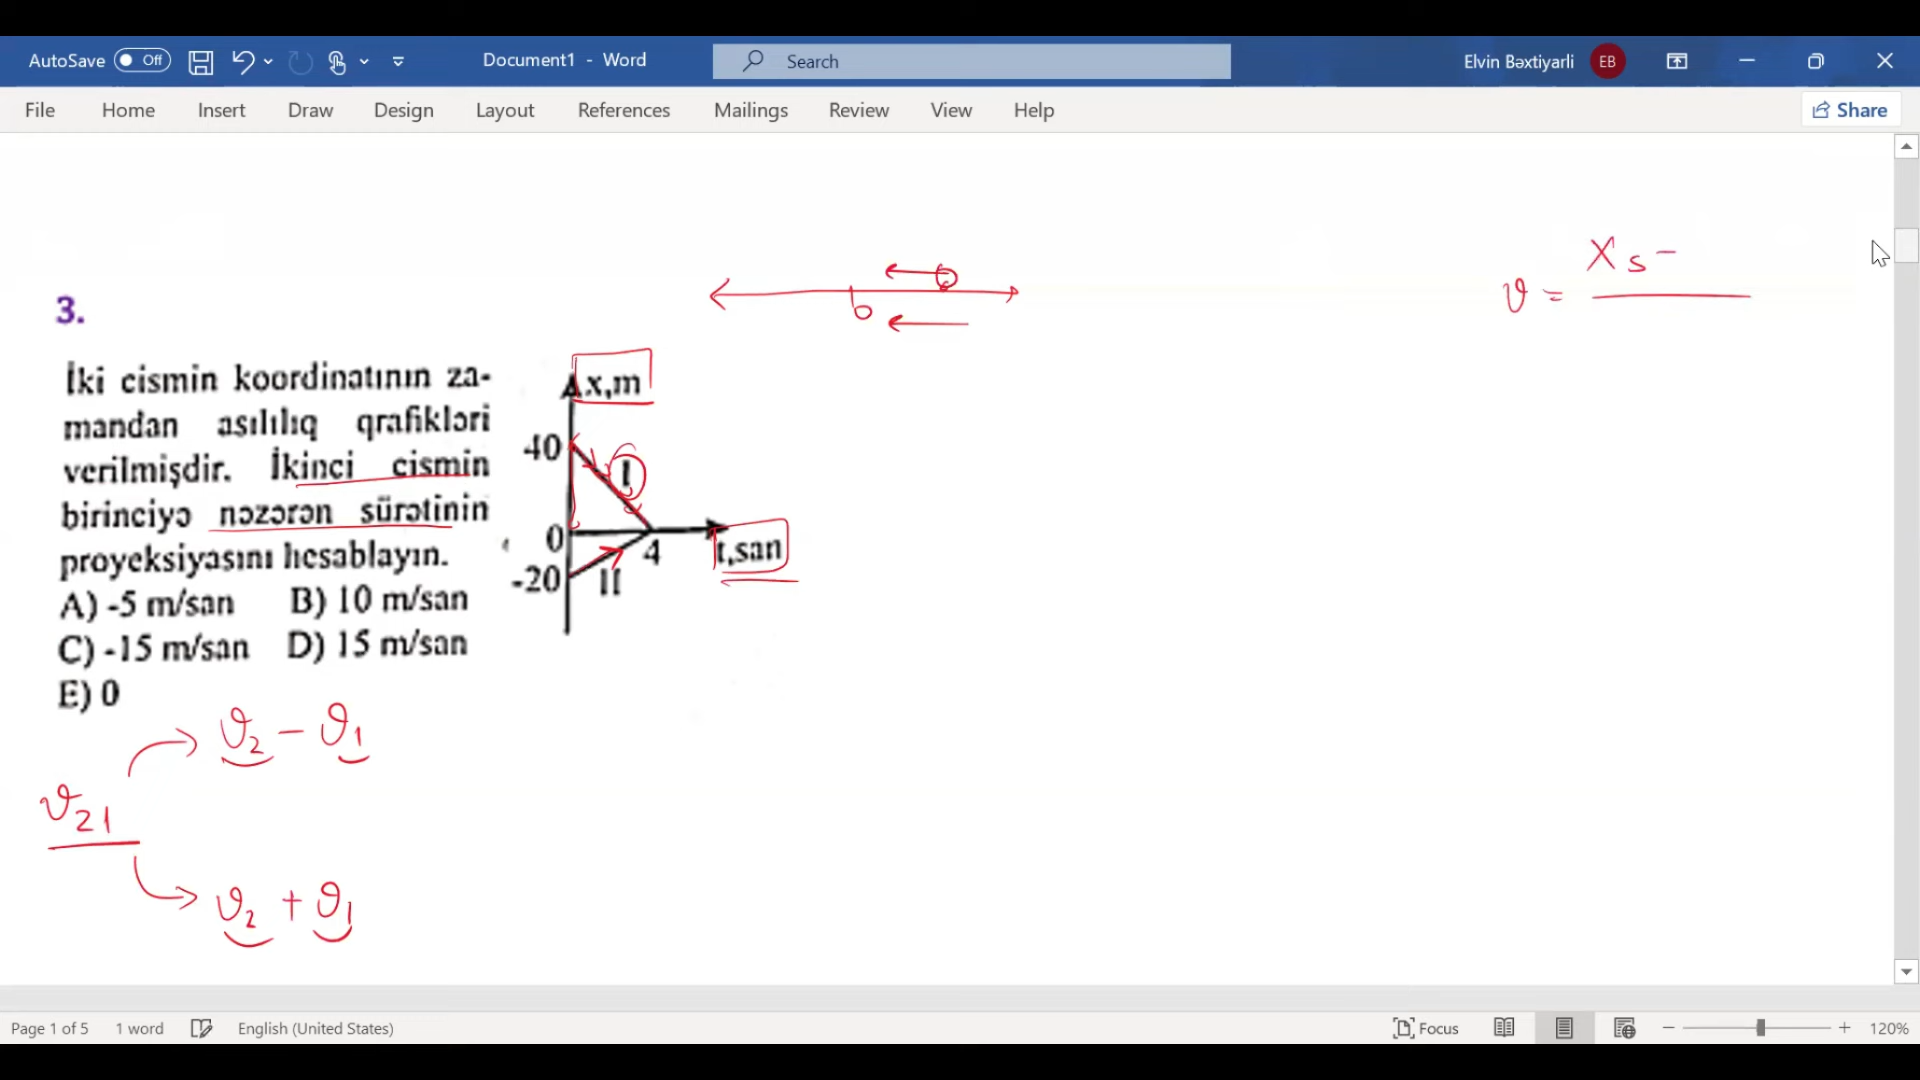 AutoSave Off Document1 - Word Search Elvin Bəxtiyarli EB
File Home Insert Draw Design Layout References Mailings Review View Help Share
X s -
v =
b
3.
İki cismin koordinatının za-
mandan asılılıq qrafikləri
verilmişdir. İkinci cismin
birinciyə nəzərən sürətinin
proyeksiyasını hesablayın.
A) -5 m/san B) 10 m/san
C) -15 m/san D) 15 m/san
E) 0
x,m
40
I
0
4
t,san
-20
II
ϑ2 - ϑ1
ϑ21
ϑ2 + ϑ1
Page 1 of 5 1 word English (United States) Focus 120%